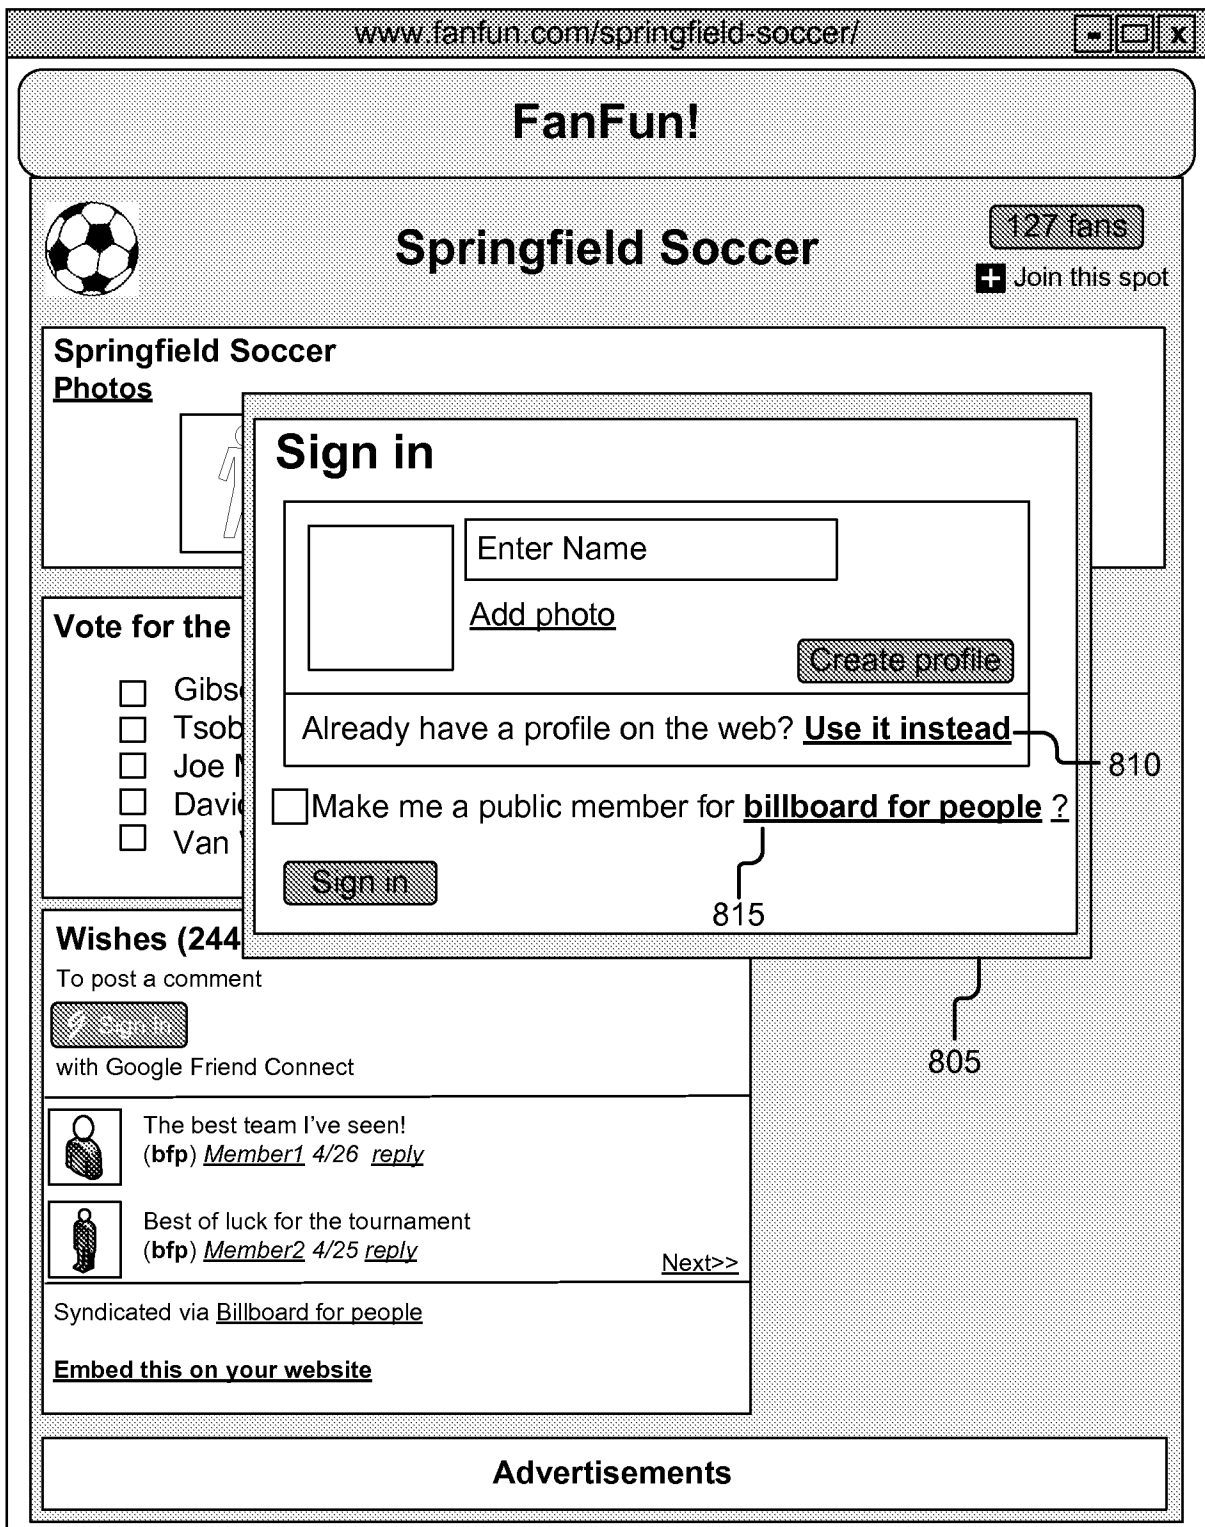 www.fanfun.com/springfield-soccer/
- x
FanFun!
Springfield Soccer
127 fans
+ Join this spot
Springfield Soccer
Photos
Sign in
Enter Name
Add photo
Create profile
Already have a profile on the web? Use it instead
810
Make me a public member for billboard for people ?
Sign in
815
805
Vote for the
Joe
Van
Wishes (244
To post a comment
Sign in
with Google Friend Connect
The best team I've seen!
(bfp) Member1 4/26 reply
Best of luck for the tournament
(bfp) Member2 4/25 reply
Next>>
Syndicated via Billboard for people
Embed this on your website
Advertisements